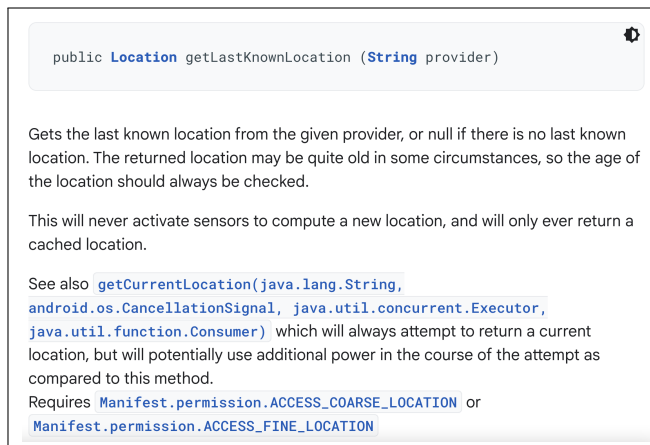 public Location getLastKnownLocation (String provider)
Gets the last known location from the given provider, or null if there is no last known
location. The returned location may be quite old in some circumstances, so the age of
the location should always be checked.
This will never activate sensors to compute a new location, and will only ever return a
cached location.
See also getCurrentLocation(java.lang.String,
android.os.CancellationSignal, java.util.concurrent.Executor,
java.util.function.Consumer) which will always attempt to return a current
location, but will potentially use additional power in the course of the attempt as
compared to this method.
Requires Manifest.permission.ACCESS_COARSE_LOCATION or
Manifest.permission.ACCESS_FINE_LOCATION